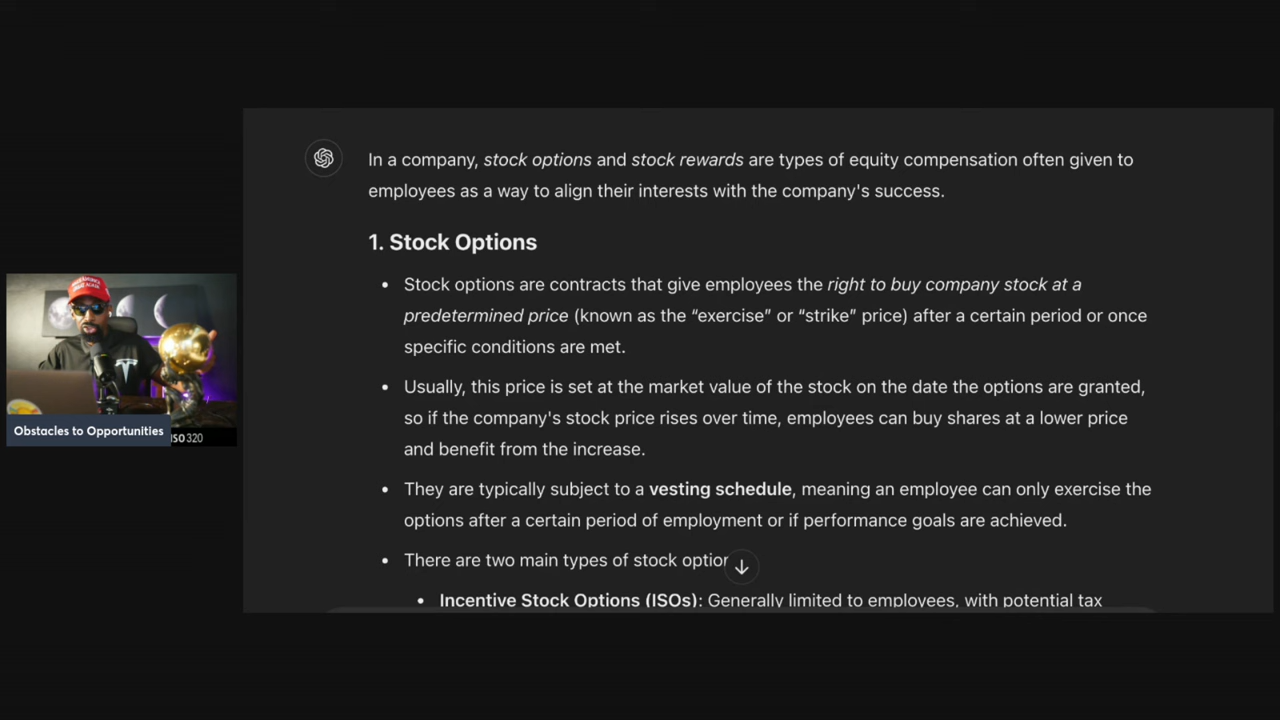 In a company, stock options and stock rewards are types of equity compensation often given to
employees as a way to align their interests with the company's success.
1. Stock Options
• Stock options are contracts that give employees the right to buy company stock at a
predetermined price (known as the “exercise” or “strike” price) after a certain period or once
specific conditions are met.
• Usually, this price is set at the market value of the stock on the date the options are granted,
so if the company's stock price rises over time, employees can buy shares at a lower price
and benefit from the increase.
• They are typically subject to a vesting schedule, meaning an employee can only exercise the
options after a certain period of employment or if performance goals are achieved.
• There are two main types of stock
• Incentive Stock Options (ISOs): Generally limited to employees, with potential tax
Obstacles to Opportunities
ISO 320